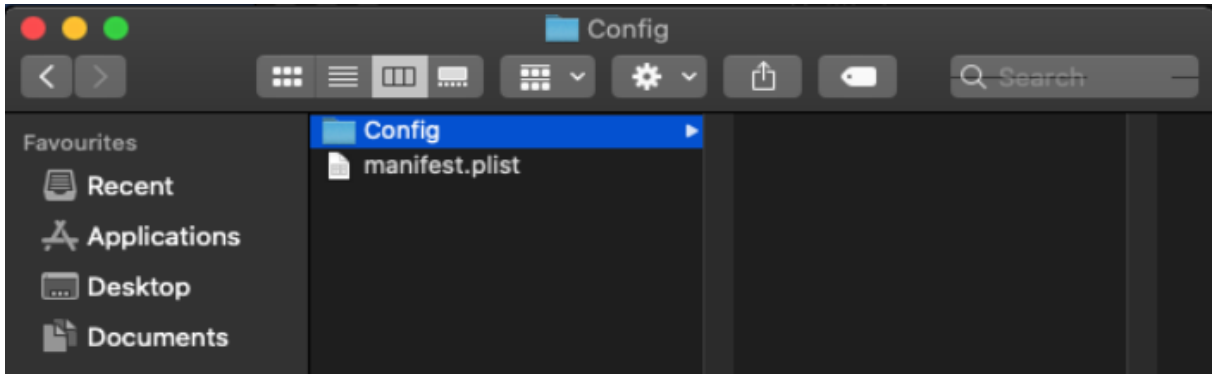 Config
Search
Favourites
Recent
Applications
Desktop
Documents
Config
manifest.plist